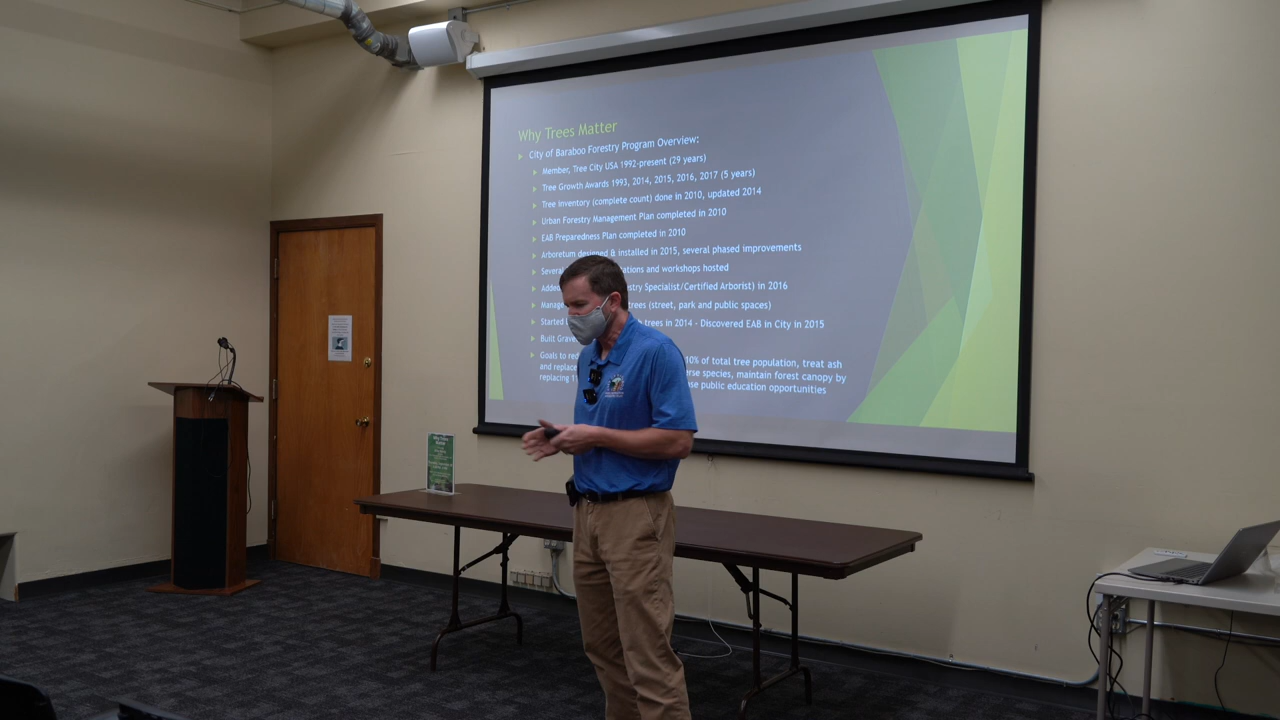 Why Trees Matter
City of Baraboo Forestry Program Overview:
Member, Tree City USA 1992-present (29 years)
Tree Growth Awards 1993, 2014, 2015, 2016, 2017 (5 years)
Tree Inventory (complete count) done in 2010, updated 2014
Urban Forestry Management Plan completed in 2010
EAB Preparedness Plan completed in 2010
Arboretum designed & installed in 2015, several phased improvements
Several ations and workshops hosted
Added stry Specialist/Certified Arborist) in 2016
Manage trees (street, park and public spaces)
Started trees in 2014 - Discovered EAB in City in 2015
Built Grave
Goals to red 10% of total tree population, treat ash
and replace rse species, maintain forest canopy by
replacing 1 se public education opportunities
Why Trees
Matter